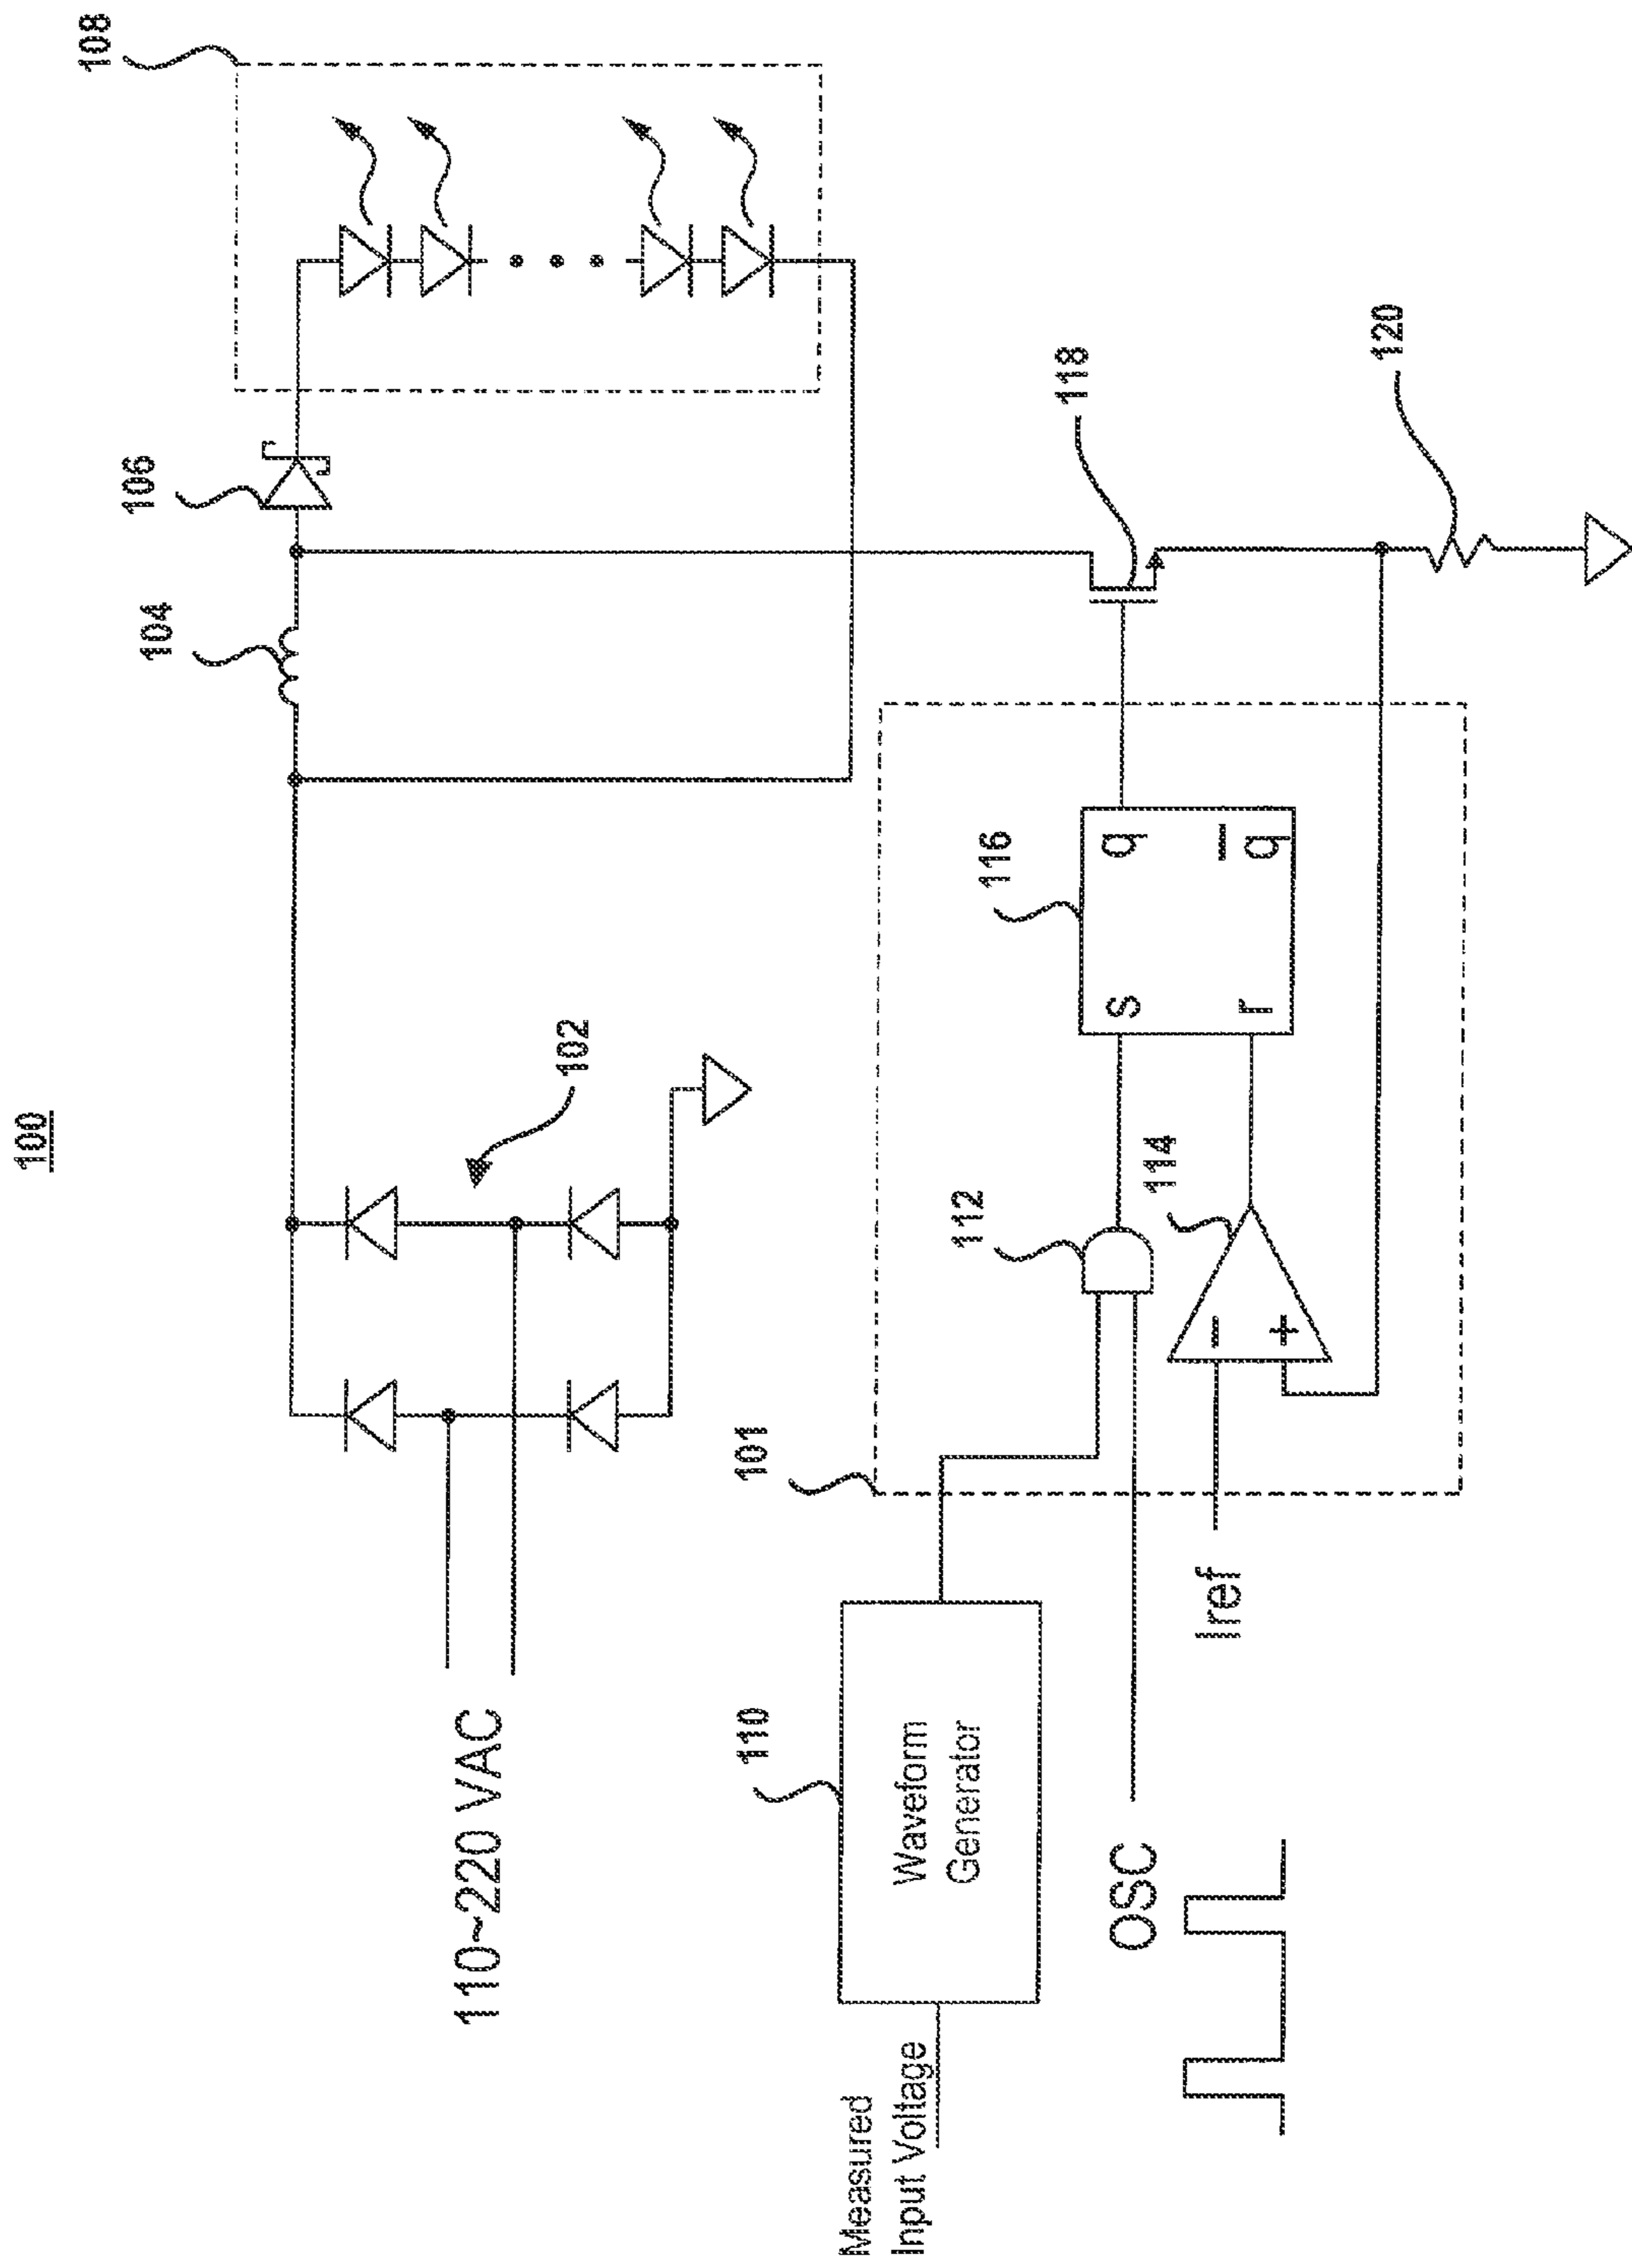 100
108
106
104
102
110~220 VAC
118
120
101
116
s
q
r
q
112
114
−
+
110
Waveform
Generator
Measured
Input Voltage
OSC
Iref